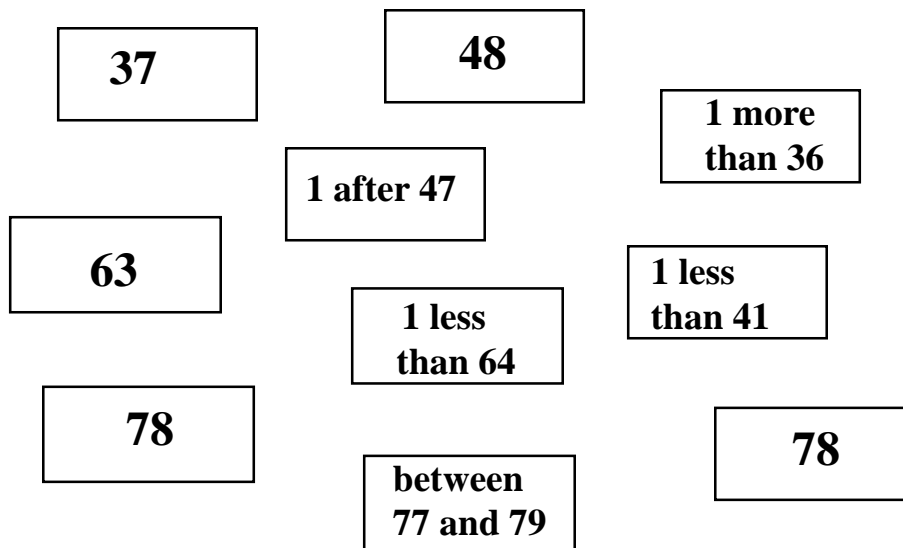 37
48
1 more
than 36
1 after 47
63
1 less
than 41
1 less
than 64
78
78
between
77 and 79